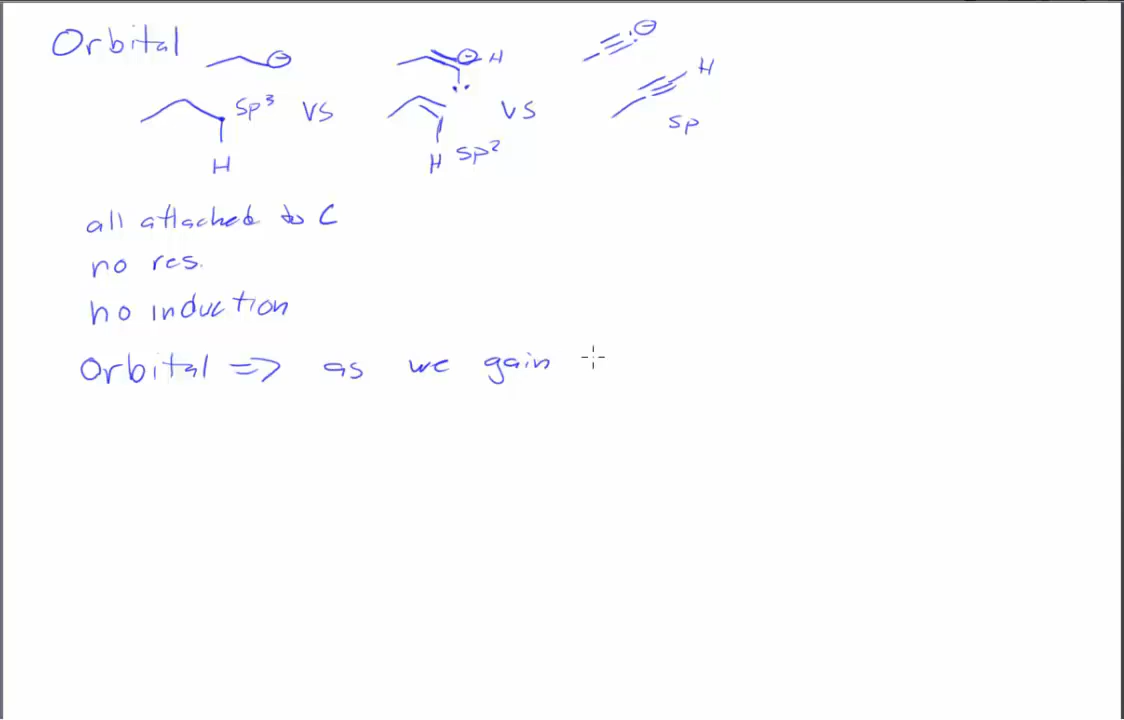 Orbital
⊖ ⊖ H ⊖
Sp³ VS VS H
H H Sp² Sp
all attached to C
no res.
no induction
Orbital => as we gain